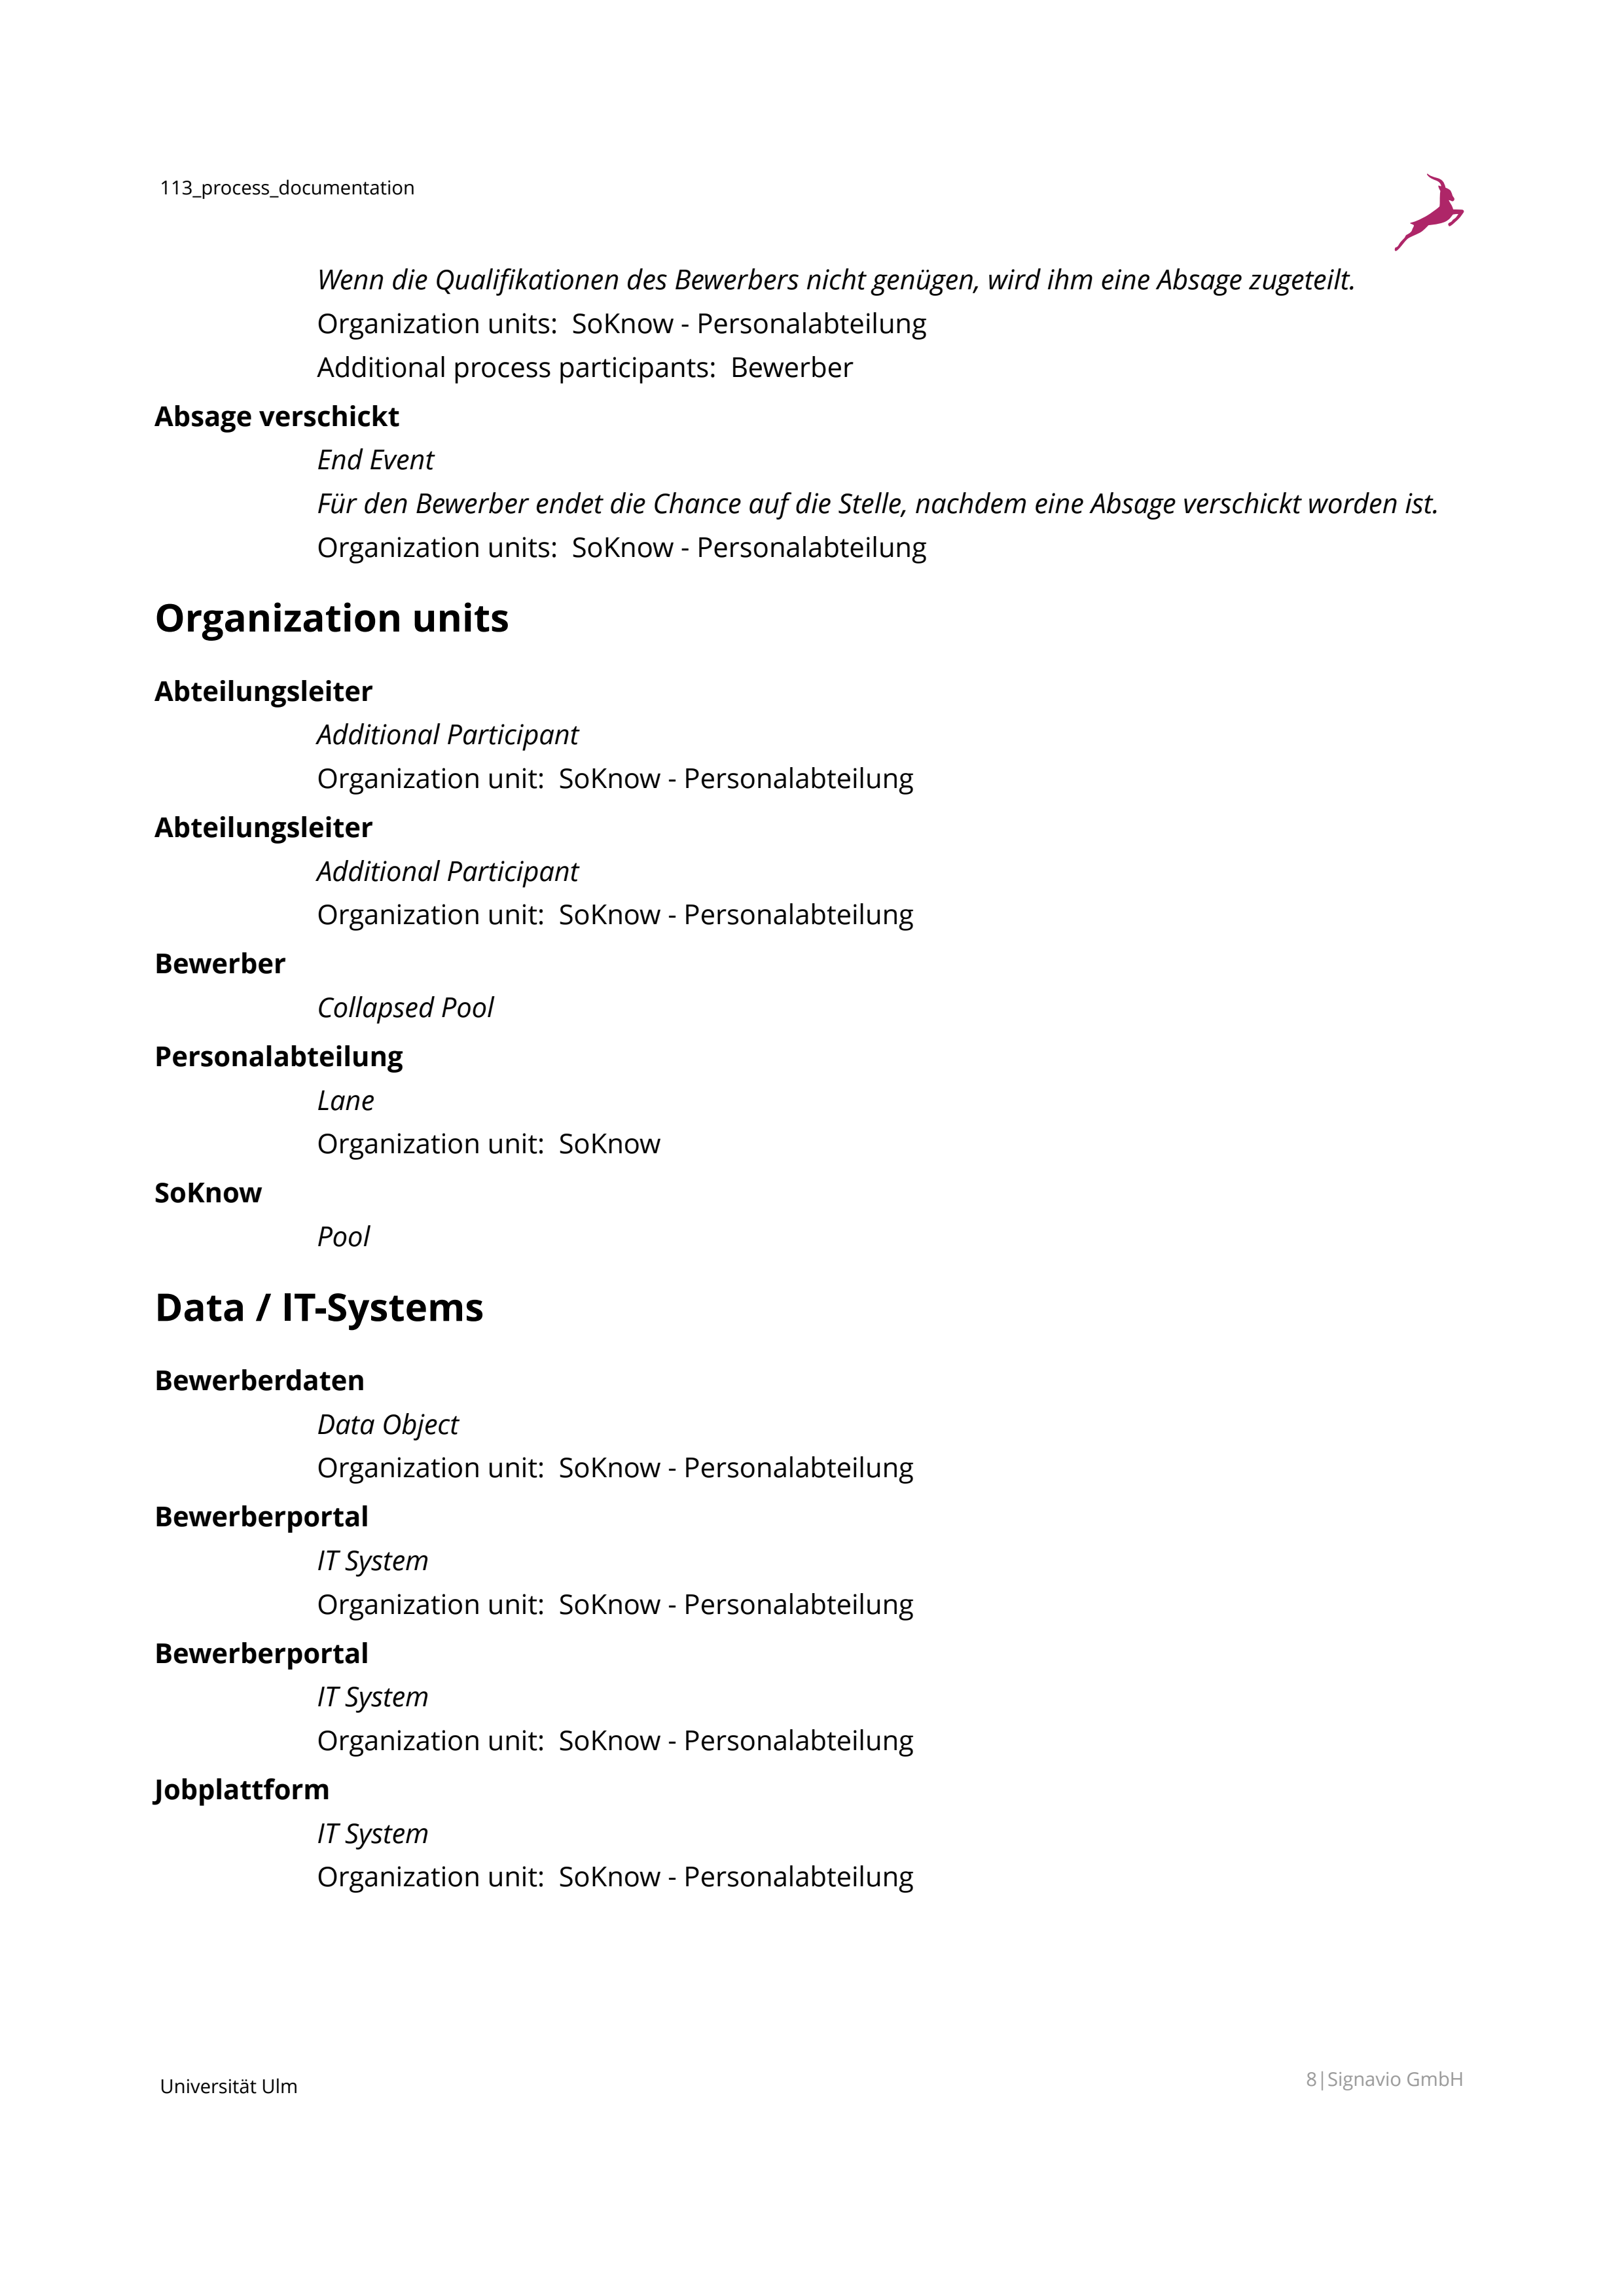 113_process_documentation
Wenn die Qualifikationen des Bewerbers nicht genügen, wird ihm eine Absage zugeteilt.
Organization units:  SoKnow - Personalabteilung
Additional process participants:  Bewerber
Absage verschickt
End Event
Für den Bewerber endet die Chance auf die Stelle, nachdem eine Absage verschickt worden ist.
Organization units:  SoKnow - Personalabteilung
Organization units
Abteilungsleiter
Additional Participant
Organization unit:  SoKnow - Personalabteilung
Abteilungsleiter
Additional Participant
Organization unit:  SoKnow - Personalabteilung
Bewerber
Collapsed Pool
Personalabteilung
Lane
Organization unit:  SoKnow
SoKnow
Pool
Data / IT-Systems
Bewerberdaten
Data Object
Organization unit:  SoKnow - Personalabteilung
Bewerberportal
IT System
Organization unit:  SoKnow - Personalabteilung
Bewerberportal
IT System
Organization unit:  SoKnow - Personalabteilung
Jobplattform
IT System
Organization unit:  SoKnow - Personalabteilung
Universität Ulm
8|Signavio GmbH